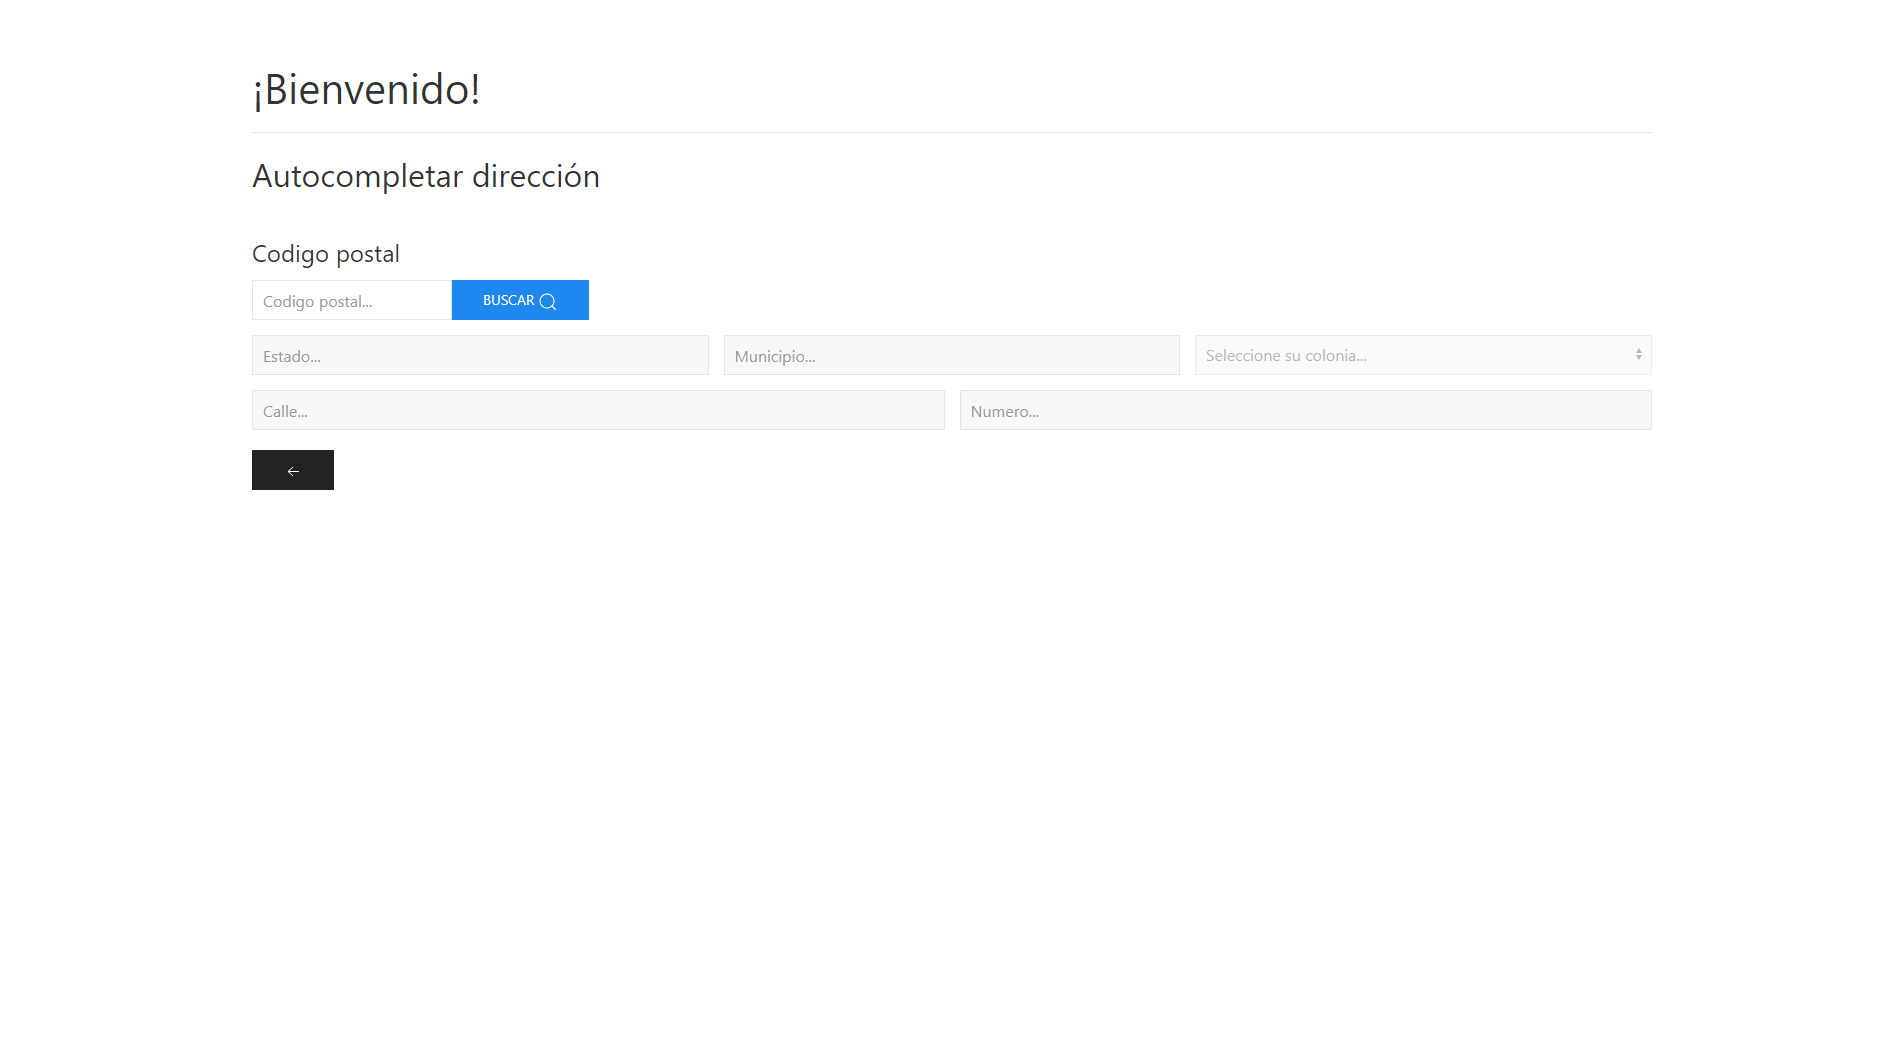 ¡Bienvenido!
Autocompletar dirección
Codigo postal
Codigo postal... BUSCAR
Estado... Municipio... Seleccione su colonia...
Calle... Numero...